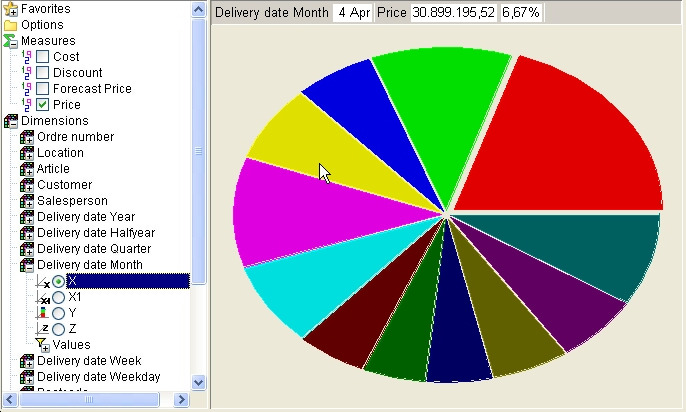 Favorites
Options
Measures
Cost
Discount
Forecast Price
Price
Dimensions
Ordre number
Location
Article
Customer
Salesperson
Delivery date Year
Delivery date Halfyear
Delivery date Quarter
Delivery date Month
X X
X1 X1
Y
Z Z
Values
Delivery date Week
Delivery date Weekday
Delivery date Month 4 Apr Price 30.899.195,52 6,67%